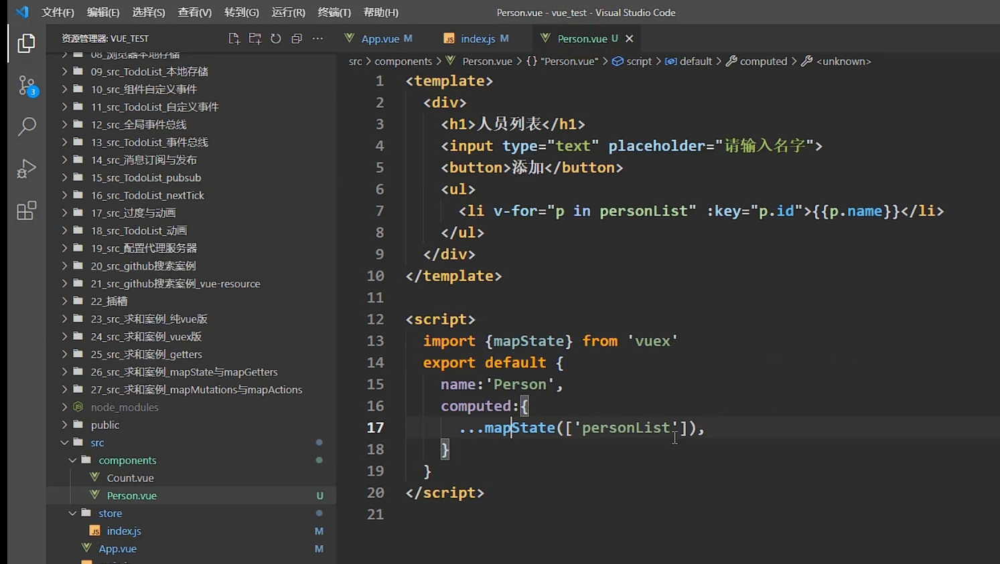 文件(F) 编辑(E) 选择(S) 查看(V) 转到(G) 运行(R) 终端(T) 帮助(H) Person.vue - vue_test - Visual Studio Code
资源管理器: VUE_TEST
App.vue M
JS index.js M
Person.vue U
src > components > Person.vue > {} "Person.vue" > script > default > computed > <unknown>
3
08_浏览器本地存储
09_src_TodoList_本地存储
10_src_组件自定义事件
11_src_TodoList_自定义事件
12_src_全局事件总线
13_src_TodoList_事件总线
14_src_消息订阅与发布
15_src_TodoList_pubsub
16_src_TodoList_nextTick
17_src_过度与动画
18_src_TodoList_动画
19_src_配置代理服务器
20_src_github搜索案例
21_src_github搜索案例_vue-resource
22_插槽
23_src_求和案例_纯vue版
24_src_求和案例_vuex版
25_src_求和案例_getters
26_src_求和案例_mapState与mapGetters
27_src_求和案例_mapMutations与mapActions
node_modules
public
src
components
Count.vue
Person.vue U
store
JS index.js M
App.vue M
1 <template>
2 <div>
3 <h1>人员列表</h1>
4 <input type="text" placeholder="请输入名字">
5 <button>添加</button>
6 <ul>
7 <li v-for="p in personList" :key="p.id">{{p.name}}</li>
8 </ul>
9 </div>
10 </template>
11
12 <script>
13 import {mapState} from 'vuex'
14 export default {
15 name:'Person',
16 computed:{
17 ...mapState(['personList']),
18 }
19 }
20 </script>
21